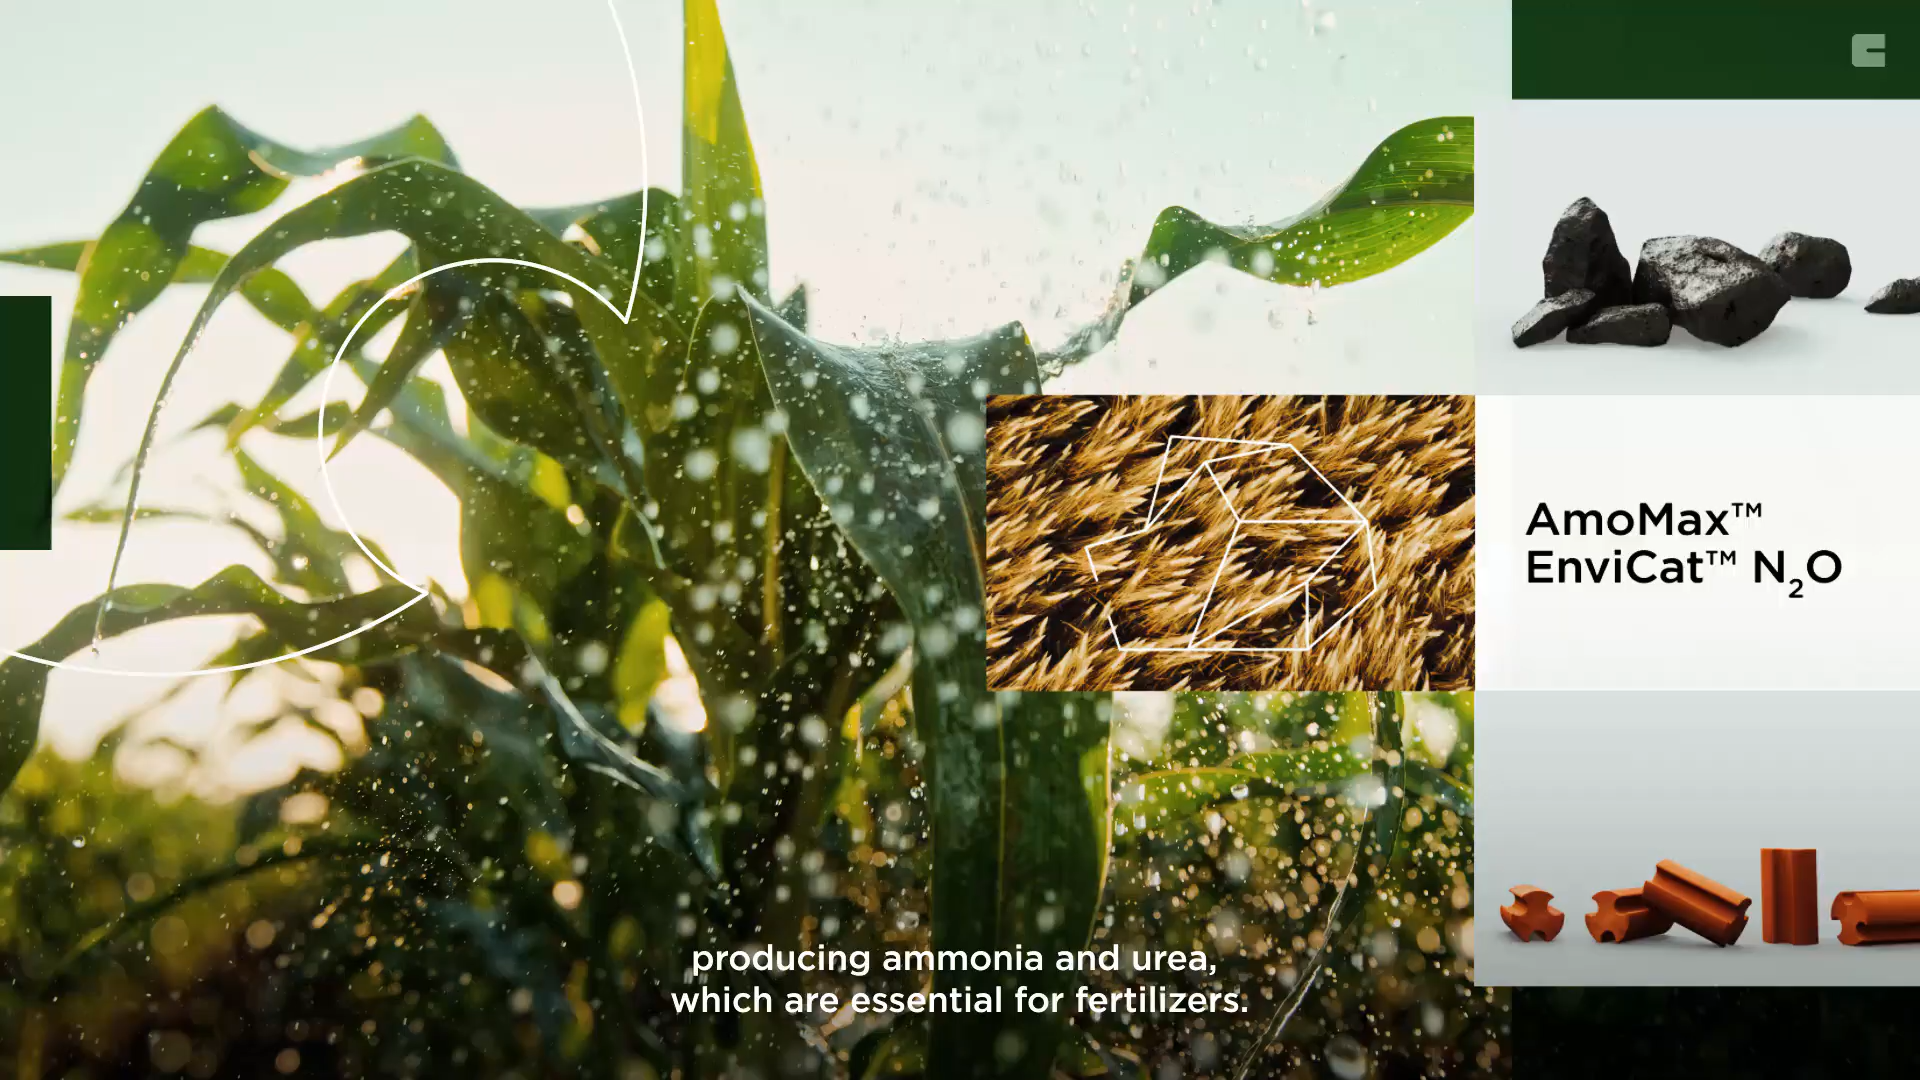 AmoMax™
EnviCat™ N₂O
producing ammonia and urea,
which are essential for fertilizers.